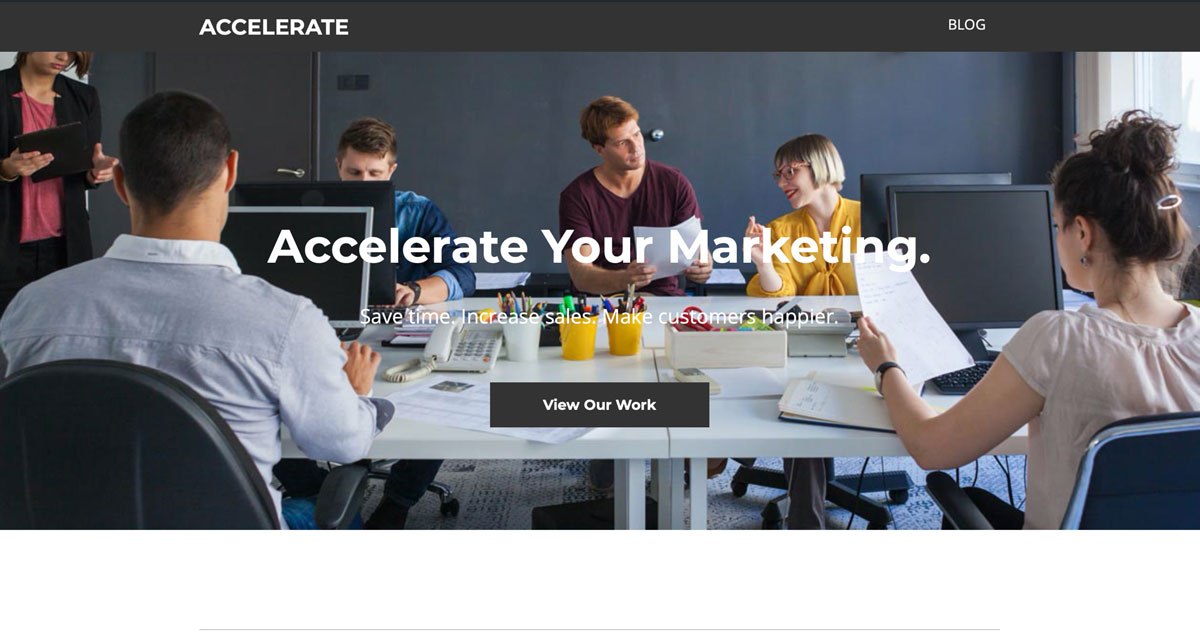 ACCELERATE
BLOG
Accelerate Your Marketing.
Save time. Increase sales. Make customers happier.
View Our Work